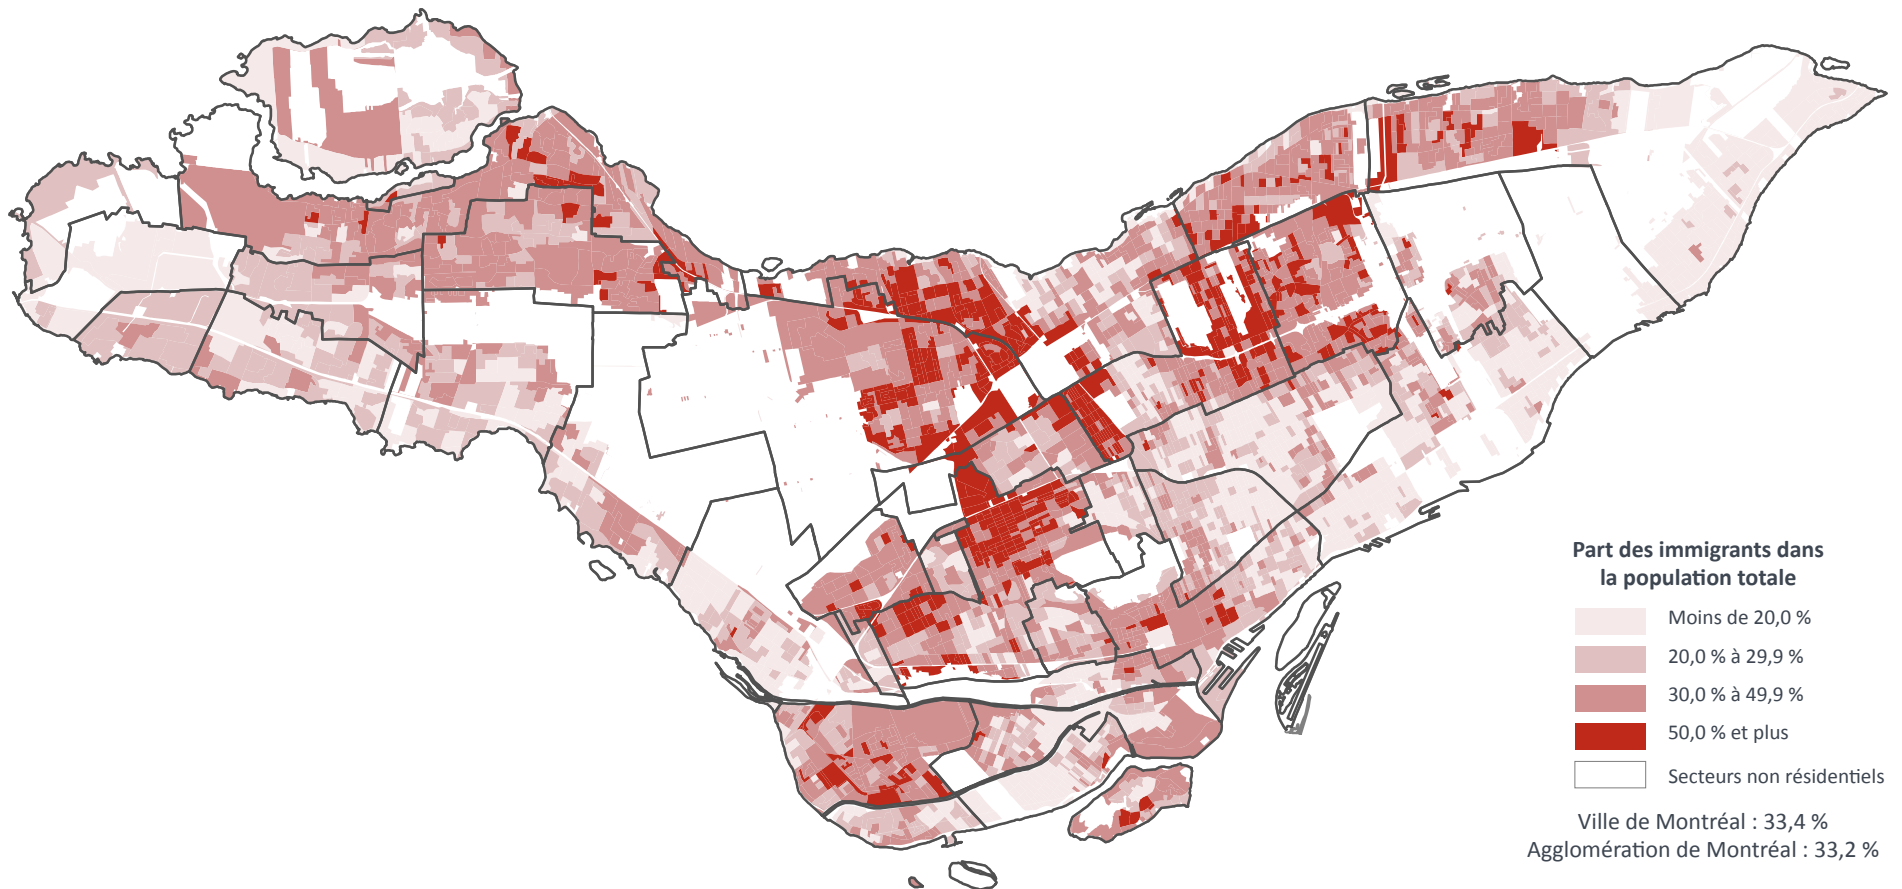 Part des immigrants dans
la population totale
Moins de 20,0 %
20,0 % à 29,9 %
30,0 % à 49,9 %
50,0 % et plus
Secteurs non résidentiels
Ville de Montréal : 33,4 %
Agglomération de Montréal : 33,2 %